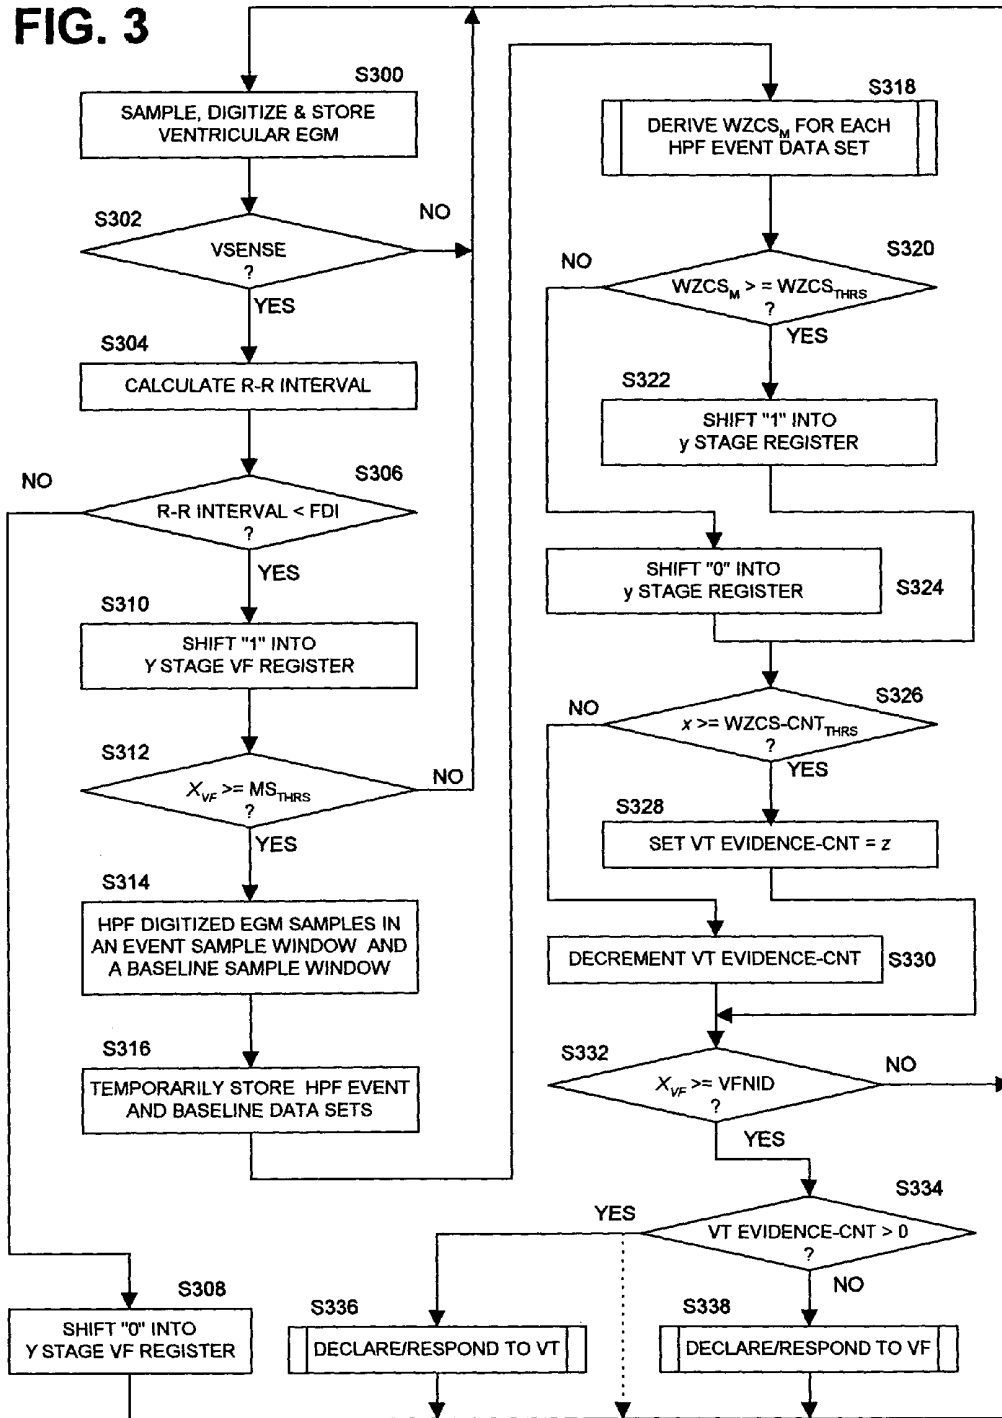 FIG. 3
S300
SAMPLE, DIGITIZE & STORE
VENTRICULAR EGM
S302
VSENSE
?
NO
YES
S304
CALCULATE R-R INTERVAL
S306
NO
R-R INTERVAL < FDI
?
YES
S310
SHIFT "1" INTO
Y STAGE VF REGISTER
S312
X_VF >= MS_THRS
?
NO
YES
S314
HPF DIGITIZED EGM SAMPLES IN
AN EVENT SAMPLE WINDOW AND
A BASELINE SAMPLE WINDOW
S316
TEMPORARILY STORE HPF EVENT
AND BASELINE DATA SETS
S308
SHIFT "0" INTO
Y STAGE VF REGISTER
S318
DERIVE WZCS_M FOR EACH
HPF EVENT DATA SET
S320
NO
WZCS_M > = WZCS_THRS
?
YES
S322
SHIFT "1" INTO
y STAGE REGISTER
SHIFT "0" INTO
y STAGE REGISTER
S324
S326
NO
x >= WZCS-CNT_THRS
?
YES
S328
SET VT EVIDENCE-CNT = z
DECREMENT VT EVIDENCE-CNT
S330
S332
X_VF >= VFNID
?
NO
YES
S334
YES
VT EVIDENCE-CNT > 0
?
NO
S336
DECLARE/RESPOND TO VT
S338
DECLARE/RESPOND TO VF